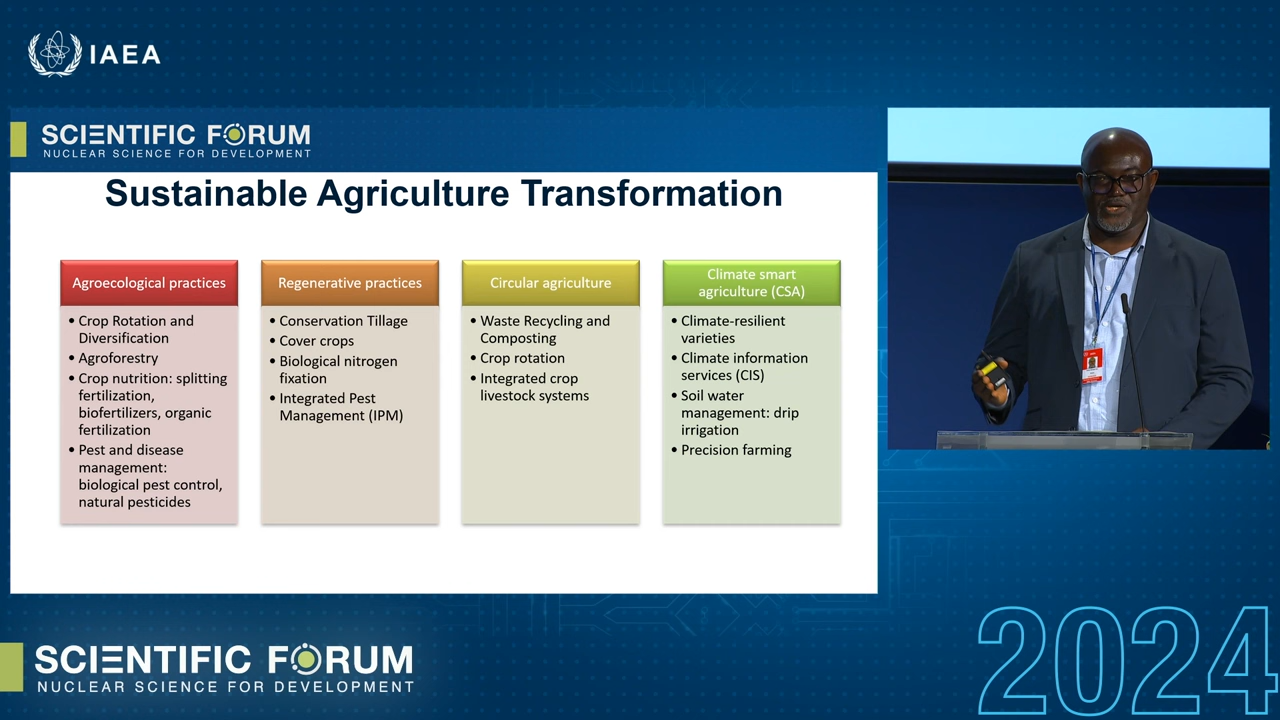 IAEA
SCIENTIFIC FORUM
NUCLEAR SCIENCE FOR DEVELOPMENT
Sustainable Agriculture Transformation
Agroecological practices
• Crop Rotation and
Diversification
• Agroforestry
• Crop nutrition: splitting
fertilization,
biofertilizers, organic
fertilization
• Pest and disease
management:
biological pest control,
natural pesticides
Regenerative practices
• Conservation Tillage
• Cover crops
• Biological nitrogen
fixation
• Integrated Pest
Management (IPM)
Circular agriculture
• Waste Recycling and
Composting
• Crop rotation
• Integrated crop
livestock systems
Climate smart
agriculture (CSA)
• Climate-resilient
varieties
• Climate information
services (CIS)
• Soil water
management: drip
irrigation
• Precision farming
SCIENTIFIC FORUM
NUCLEAR SCIENCE FOR DEVELOPMENT
2024